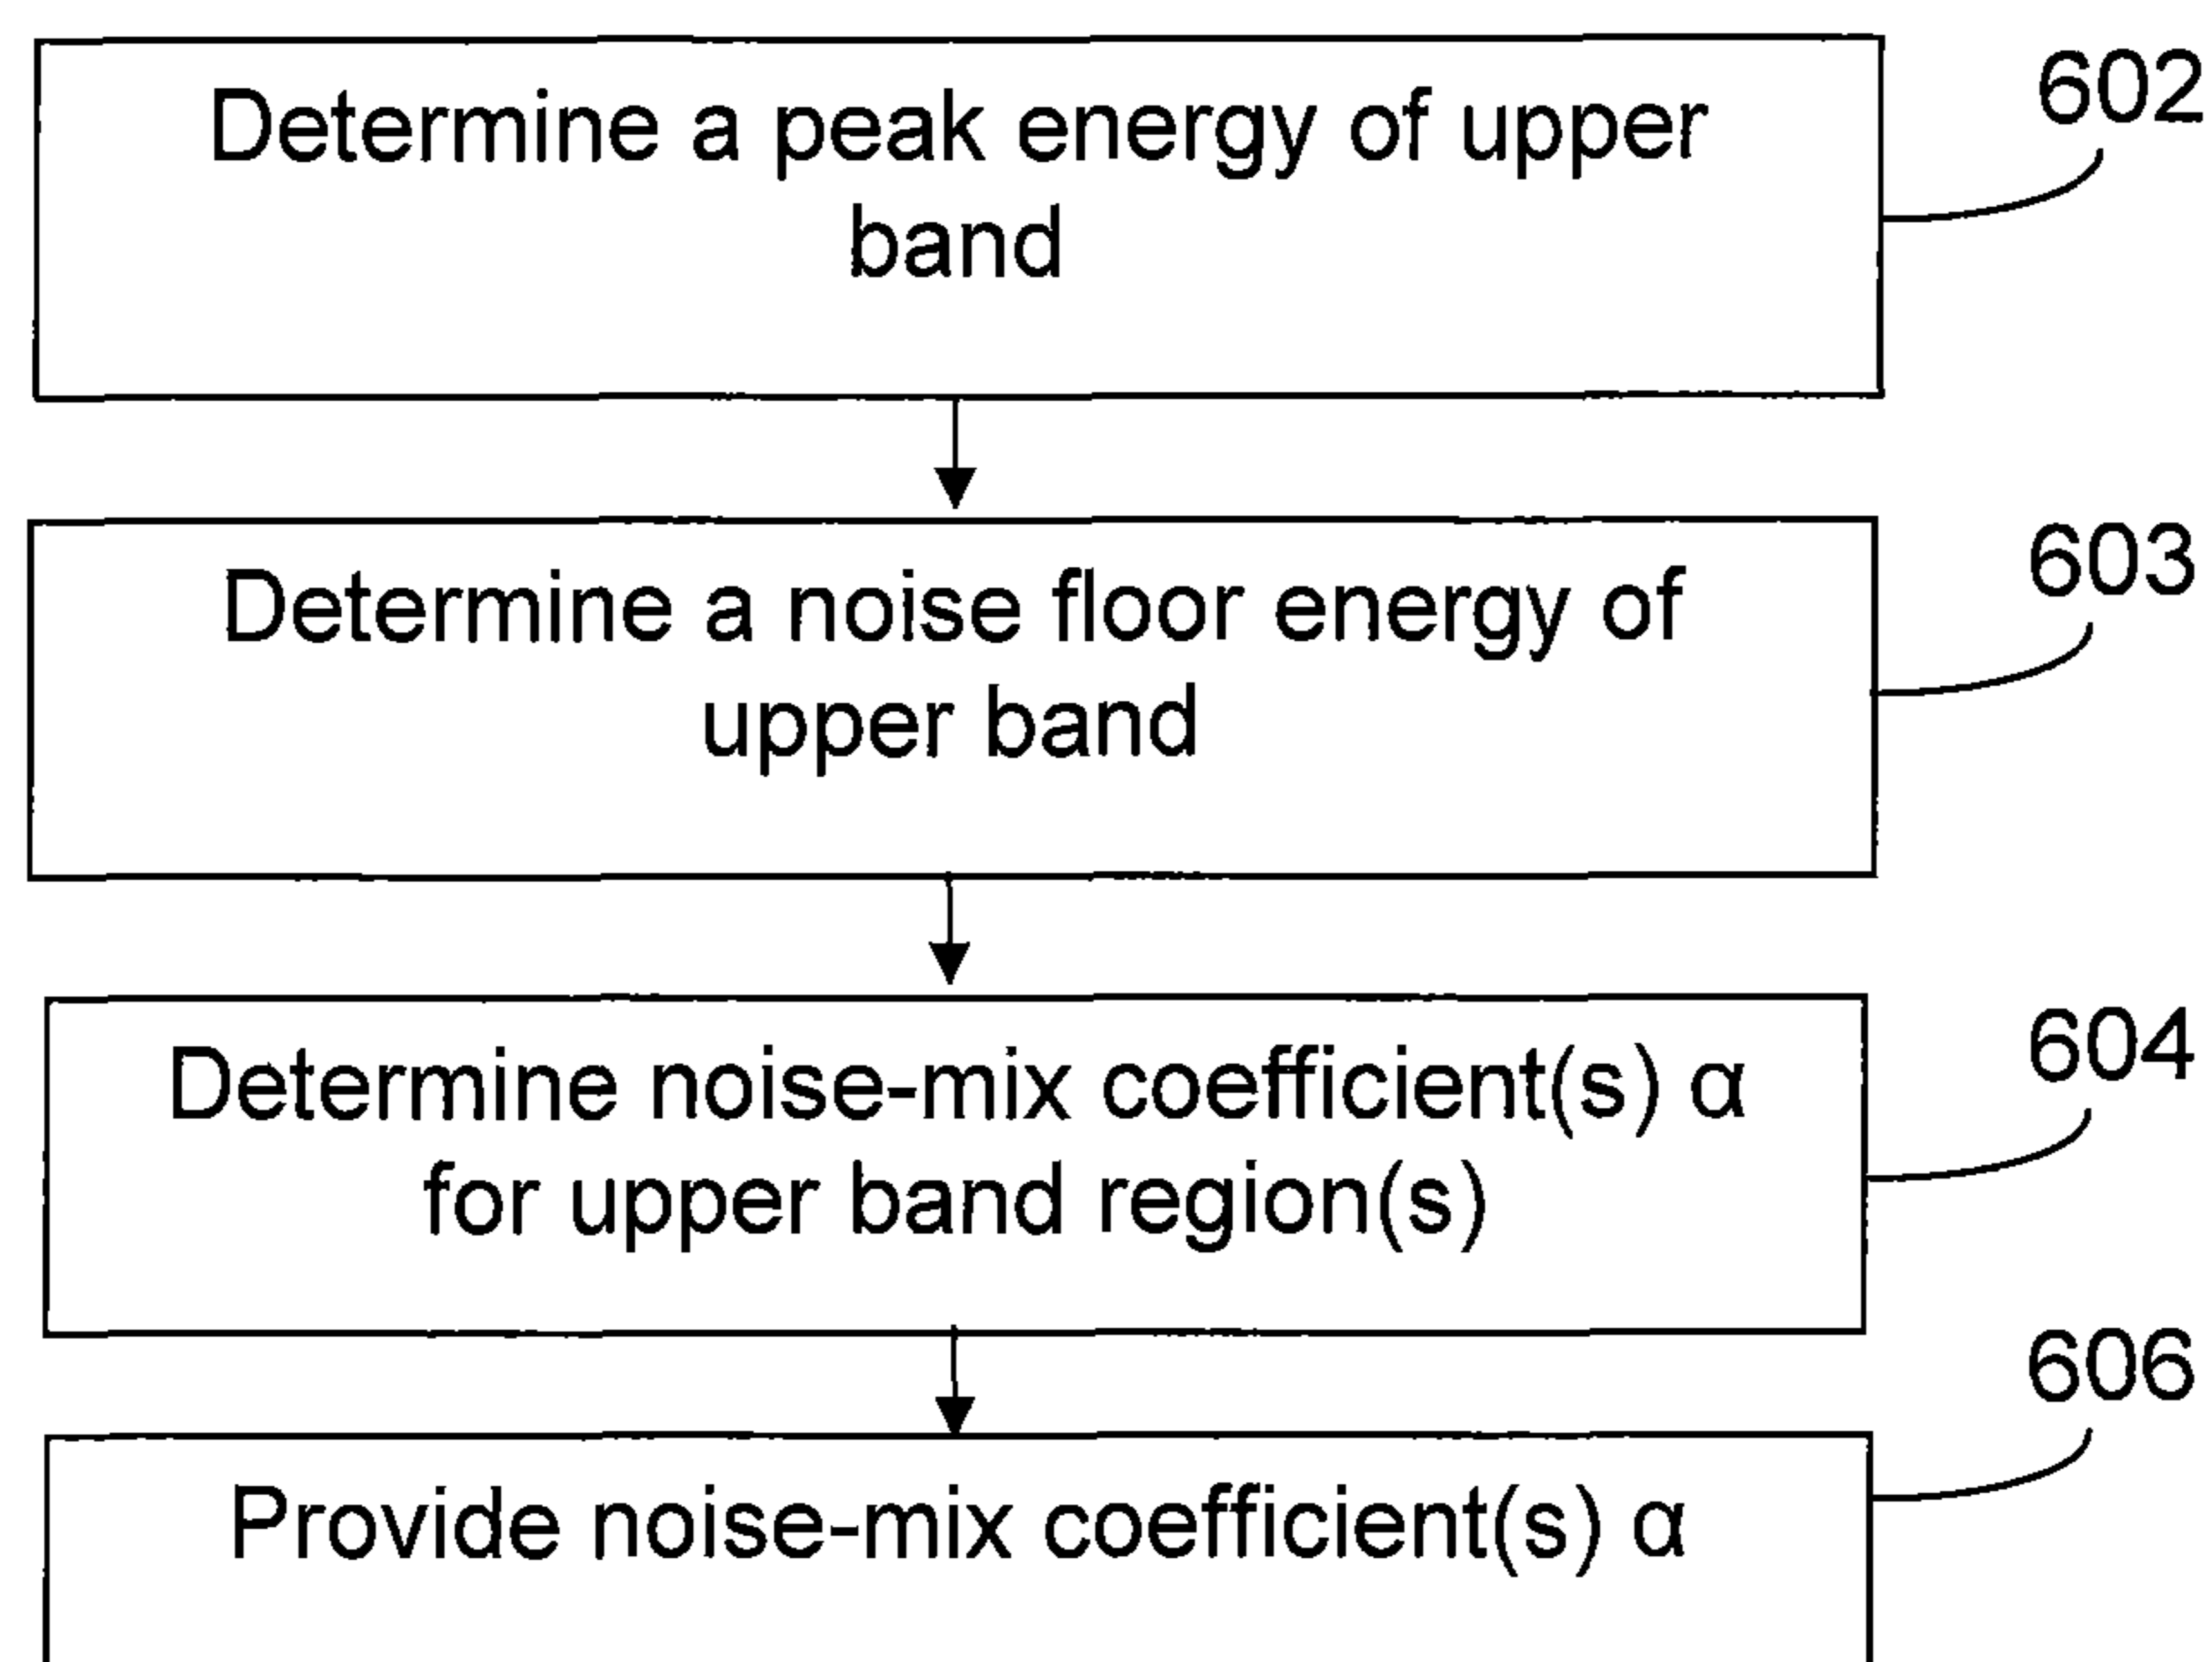 Determine a peak energy of upper
band
602
Determine a noise floor energy of
upper band
603
Determine noise-mix coefficient(s) α
for upper band region(s)
604
Provide noise-mix coefficient(s) α
606